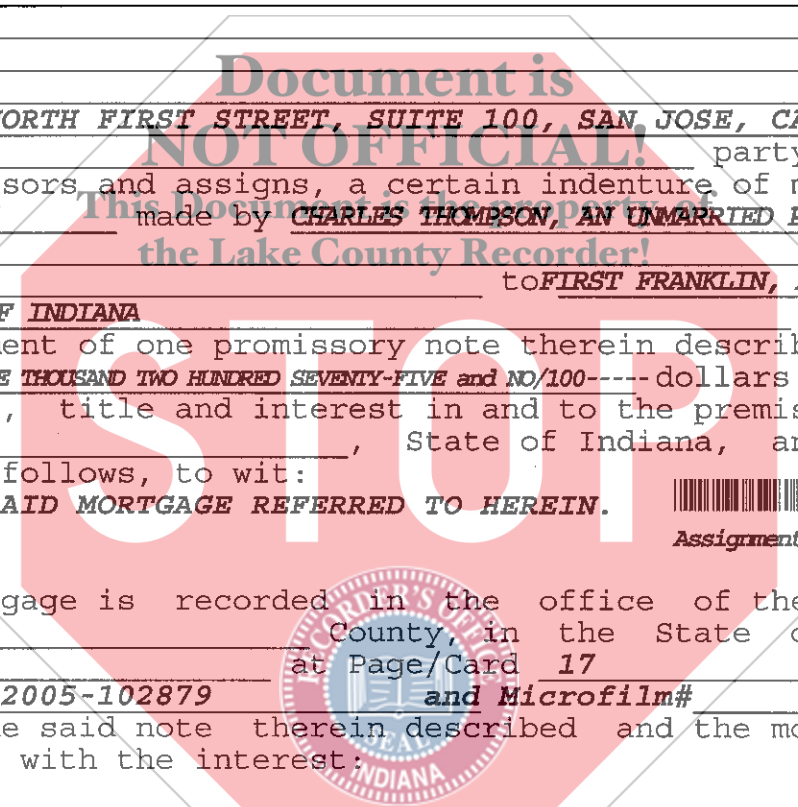 Document is
ORTH FIRST STREET, SUITE 100, SAN JOSE, CA
NOT OFFICIAL!
party
sors and assigns, a certain indenture of m
This Document is the property of
made by CHARLES THOMPSON, AN UNMARRIED P
the Lake County Recorder!
to FIRST FRANKLIN,
F INDIANA
ent of one promissory note therein describ
E THOUSAND TWO HUNDRED SEVENTY-FIVE and NO/100-----dollars
, title and interest in and to the premis
, State of Indiana, an
follows, to wit:
STOP
AID MORTGAGE REFERRED TO HEREIN.
Assignment
gage is recorded in the office of the
County, in the State o
at Page/Card 17
2005-102879 and Microfilm#
e said note therein described and the mo
with the interest:
RECORDER'S OFFICE
SEAL
INDIANA